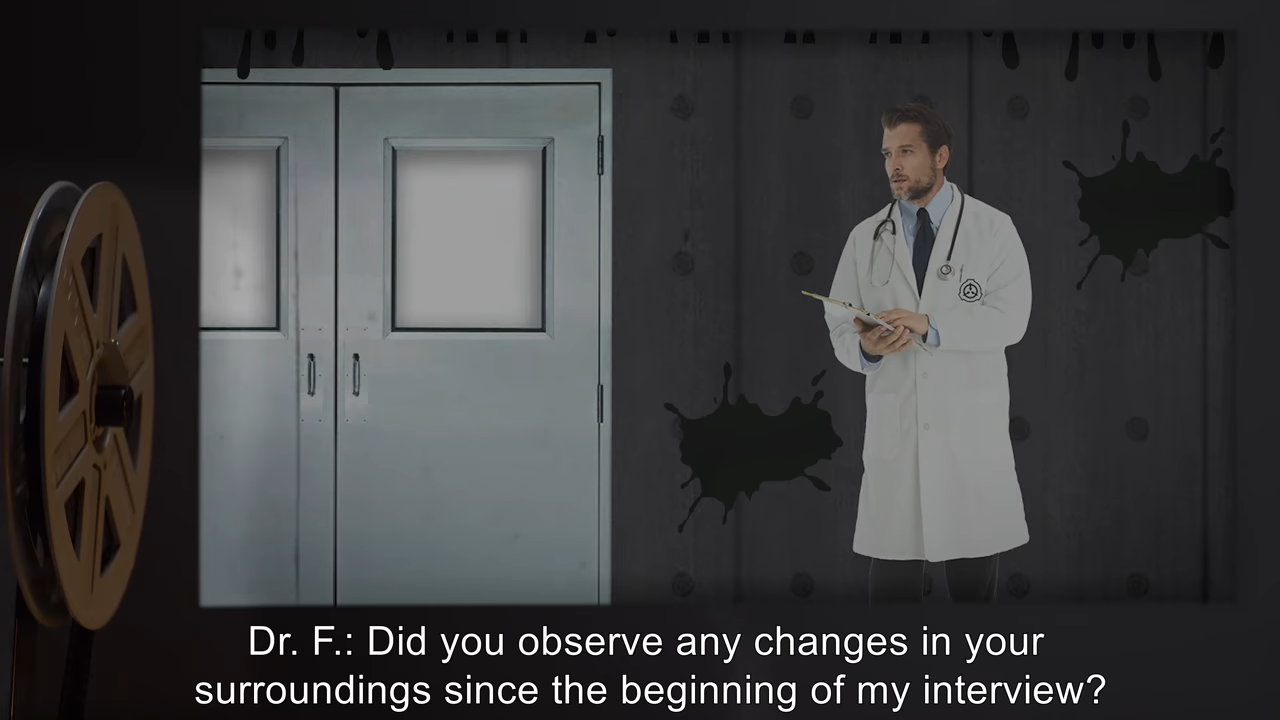 Dr. F.: Did you observe any changes in your
surroundings since the beginning of my interview?